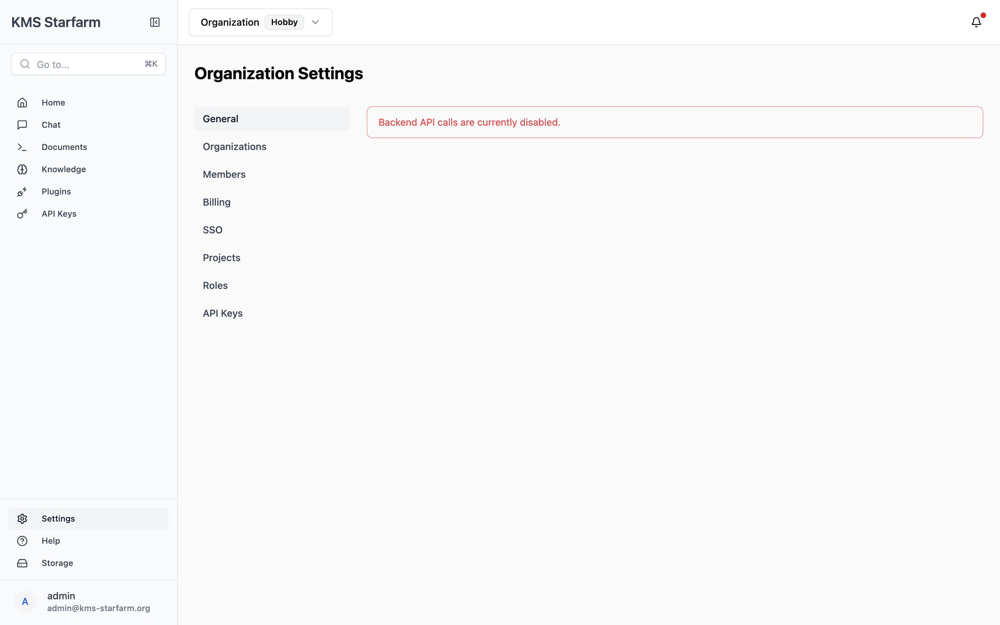 KMS Starfarm
Go to...
⌘K
Home
Chat
Documents
Knowledge
Plugins
API Keys
Settings
Help
Storage
A
admin
admin@kms-starfarm.org
Organization Hobby
Organization Settings
General
Organizations
Members
Billing
SSO
Projects
Roles
API Keys
Backend API calls are currently disabled.